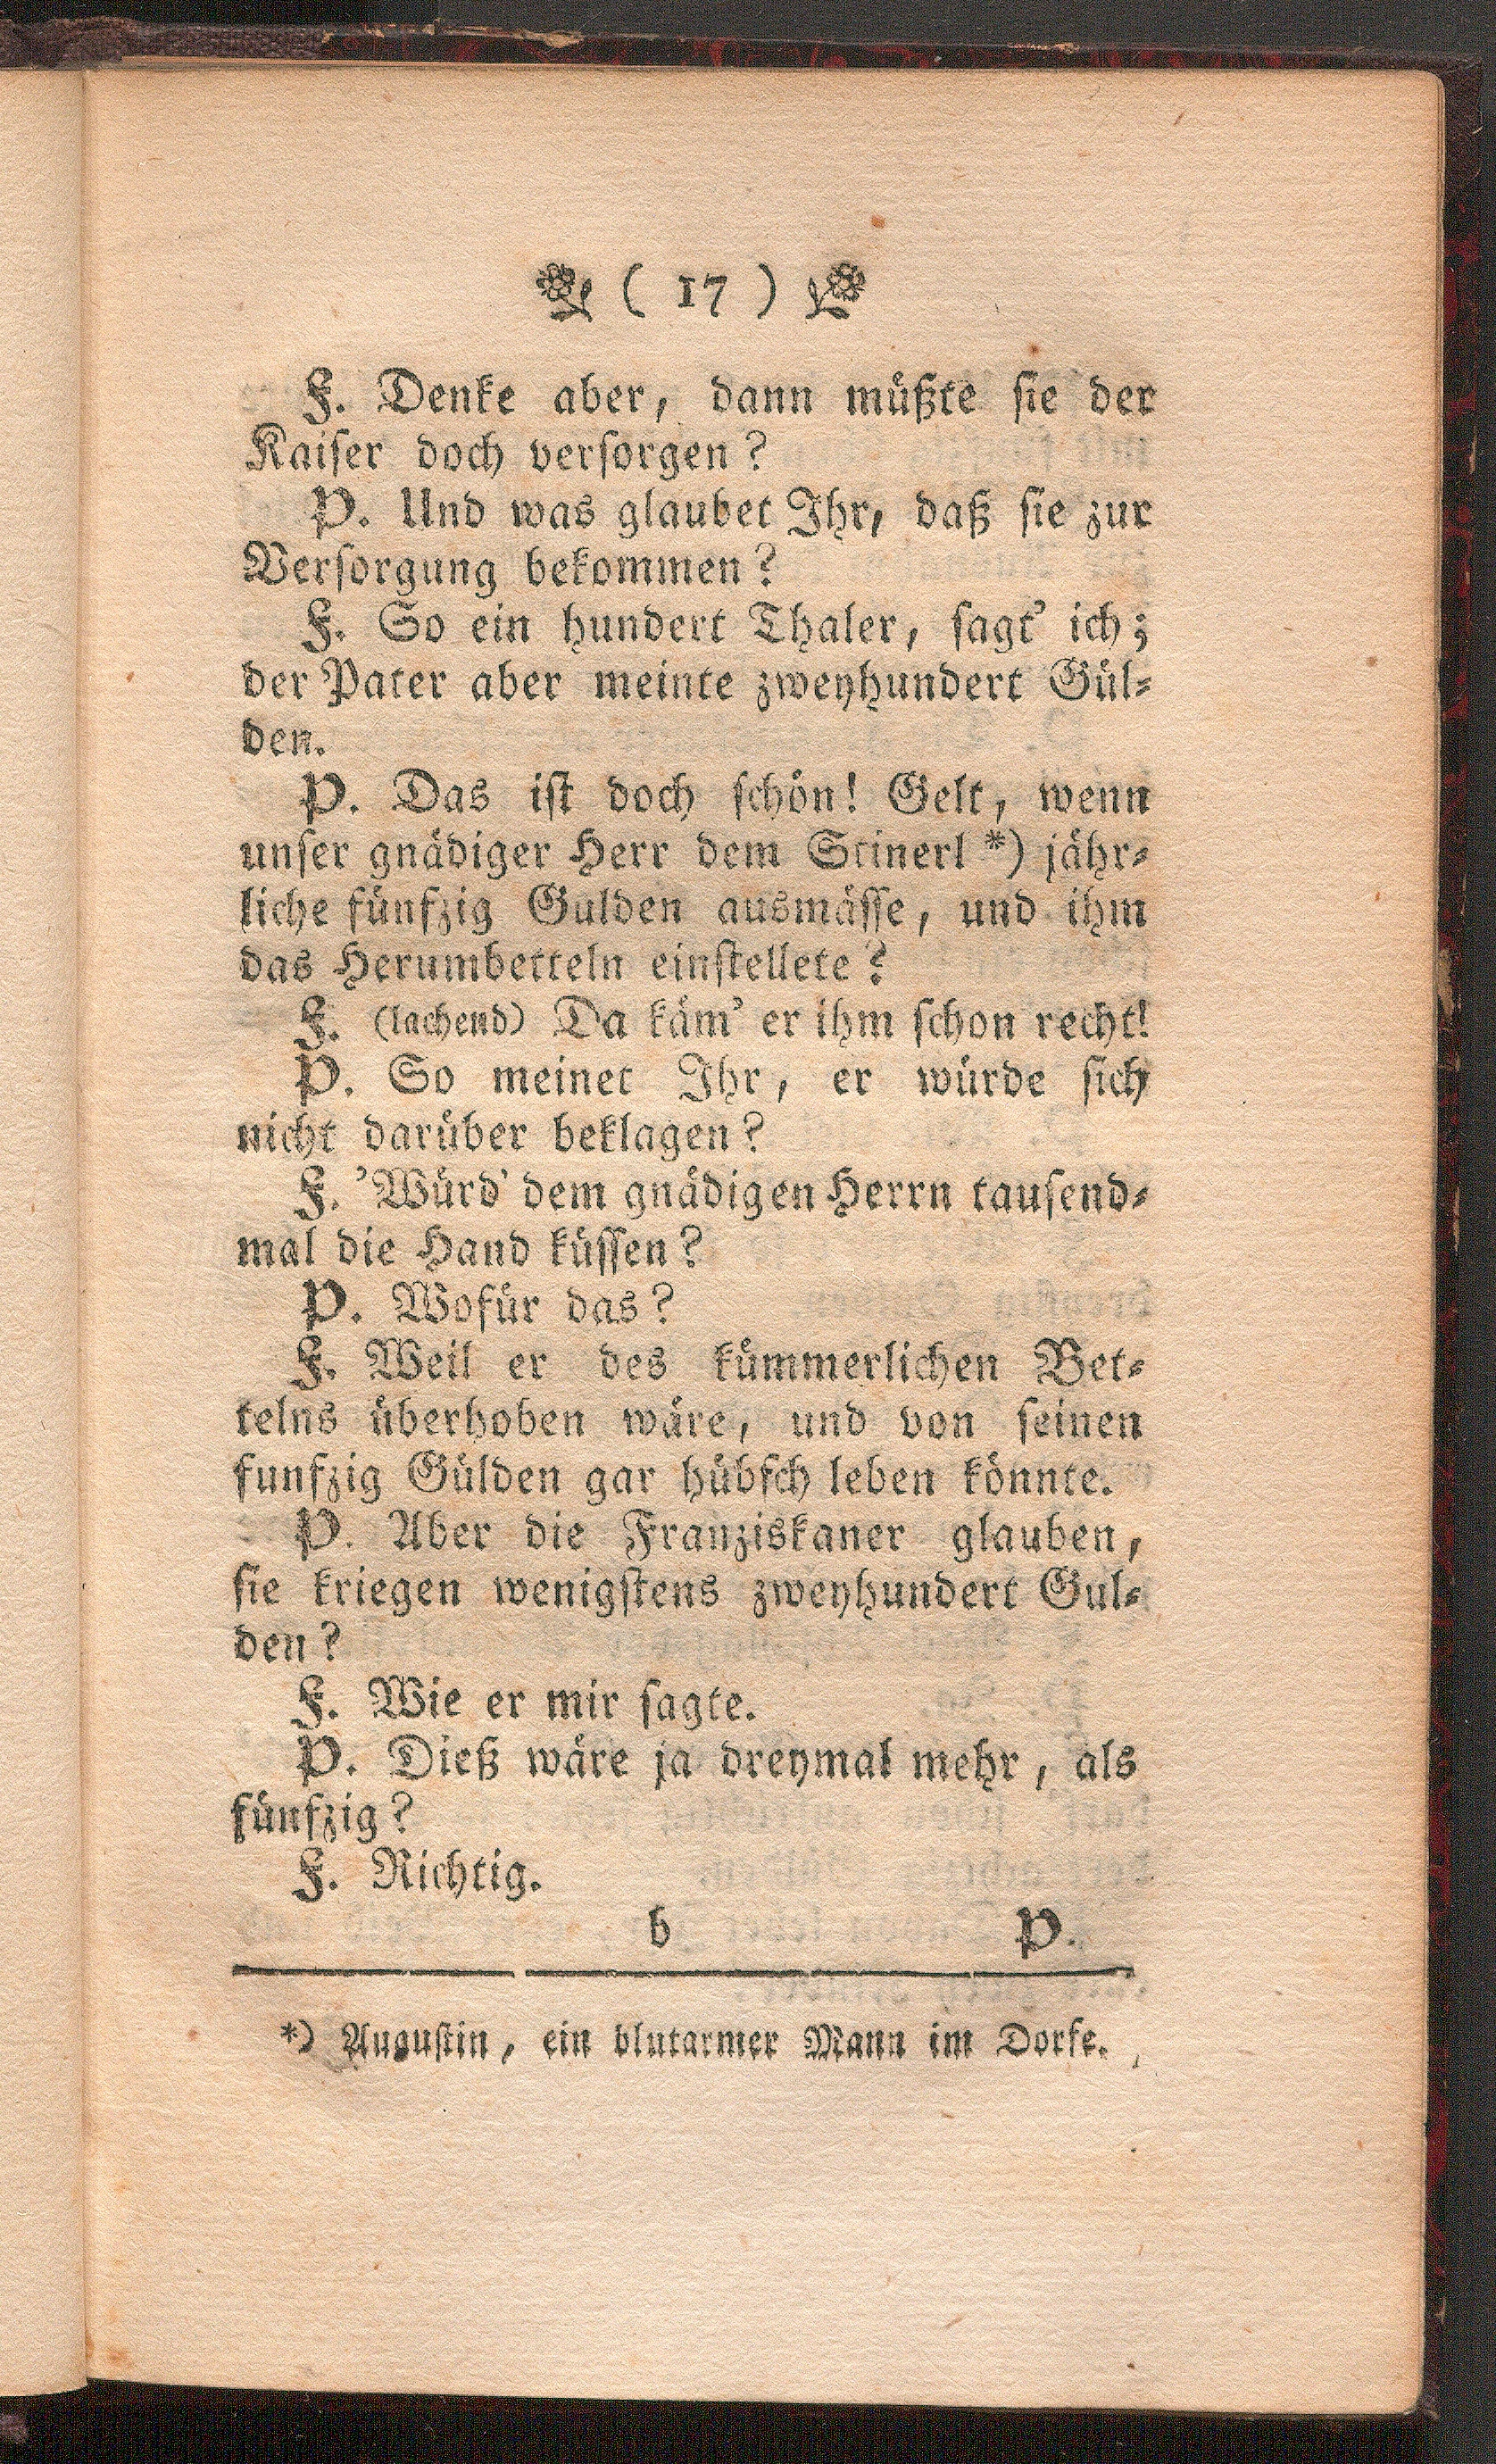 ( 17 )
F. Denke aber, dann müßte sie der
Kaiser doch versorgen?
P. Und was glaubet Ihr, daß sie zur
Versorgung bekommen?
F. So ein hundert Thaler, sagt' ich;
der Pater aber meinte zweyhundert Gül-
den.
P. Das ist doch schön! Gelt, wenn
unser gnädiger Herr dem Stinerl *) jähr-
liche fünfzig Gulden ausmässe, und ihm
das Herumbetteln einstellete?
F. (lachend) Da käm' er ihm schon recht!
P. So meinet Ihr, er würde sich
nicht darüber beklagen?
F. 'Würd' dem gnädigen Herrn tausend-
mal die Hand küssen?
P. Wofür das?
F. Weil er des kümmerlichen Bet-
telns überhoben wäre, und von seinen
funfzig Gülden gar hübsch leben könnte.
P. Aber die Franziskaner glauben,
sie kriegen wenigstens zweyhundert Gul-
den?
F. Wie er mir sagte.
P. Dieß wäre ja dreymal mehr, als
fünfzig?
F. Richtig.
b P.
*) Augustin, ein blutarmer Mann im Dorfe.